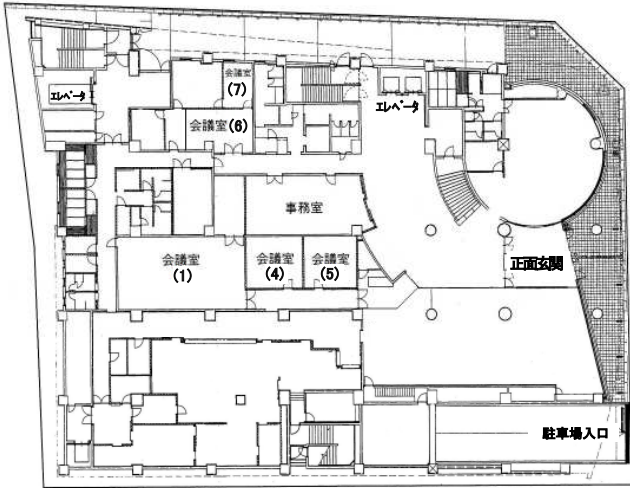 会議室
(7)
エレベータ
エレベータ
会議室(6)
事務室
会議室
(1)
会議室
(4)
会議室
(5)
正面玄関
駐車場入口